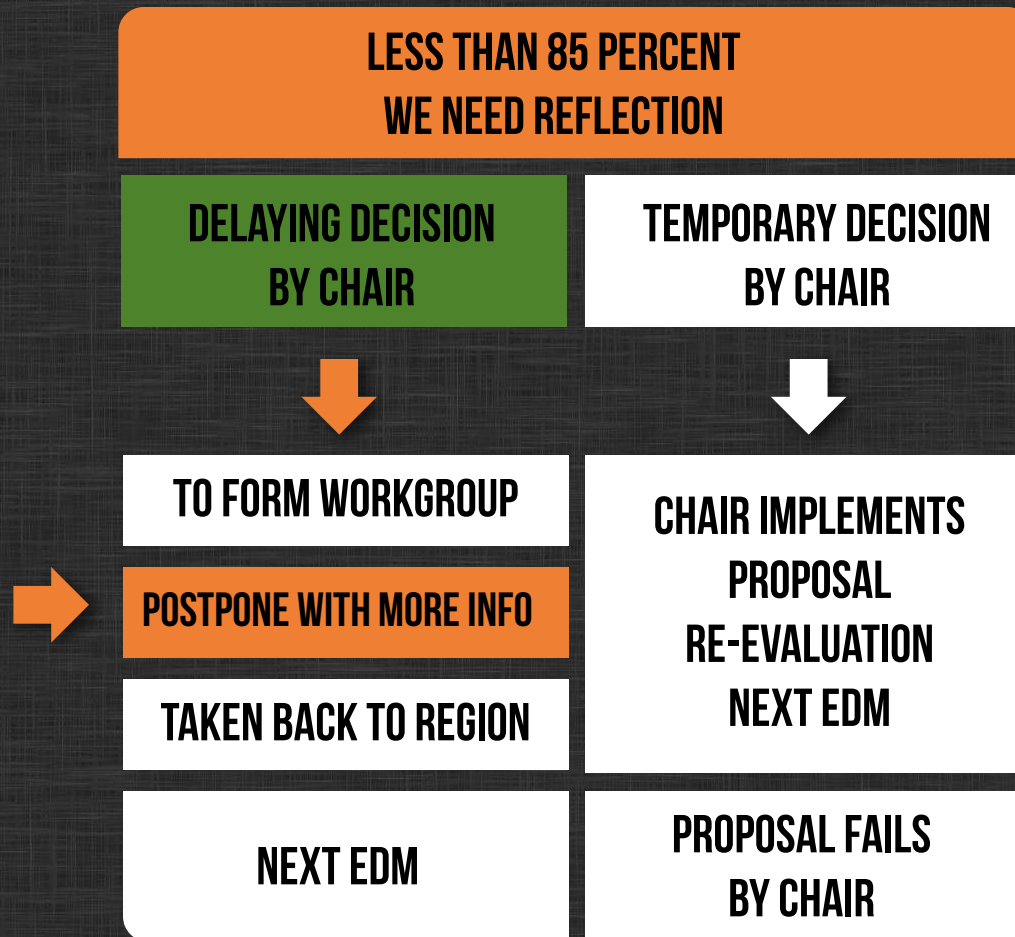 LESS THAN 85 PERCENT
WE NEED REFLECTION
DELAYING DECISION
BY CHAIR
TEMPORARY DECISION
BY CHAIR
TO FORM WORKGROUP
POSTPONE WITH MORE INFO
TAKEN BACK TO REGION
NEXT EDM
CHAIR IMPLEMENTS
PROPOSAL
RE-EVALUATION
NEXT EDM
PROPOSAL FAILS
BY CHAIR